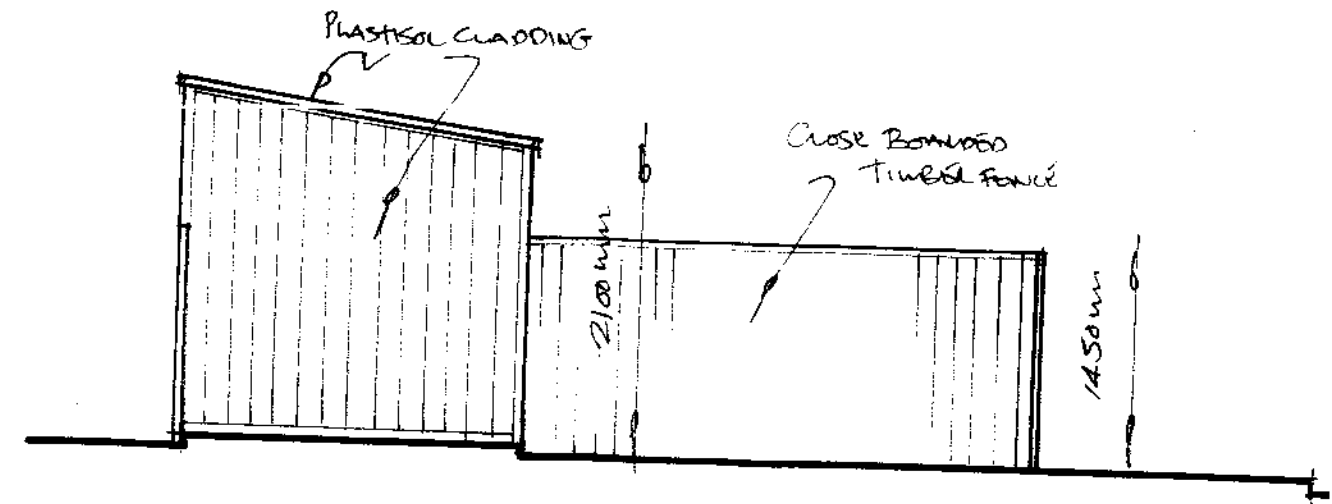 PLASTISOL CLADDING
CLOSE BOARDED
TIMBER FENCE
2100mm
1450mm